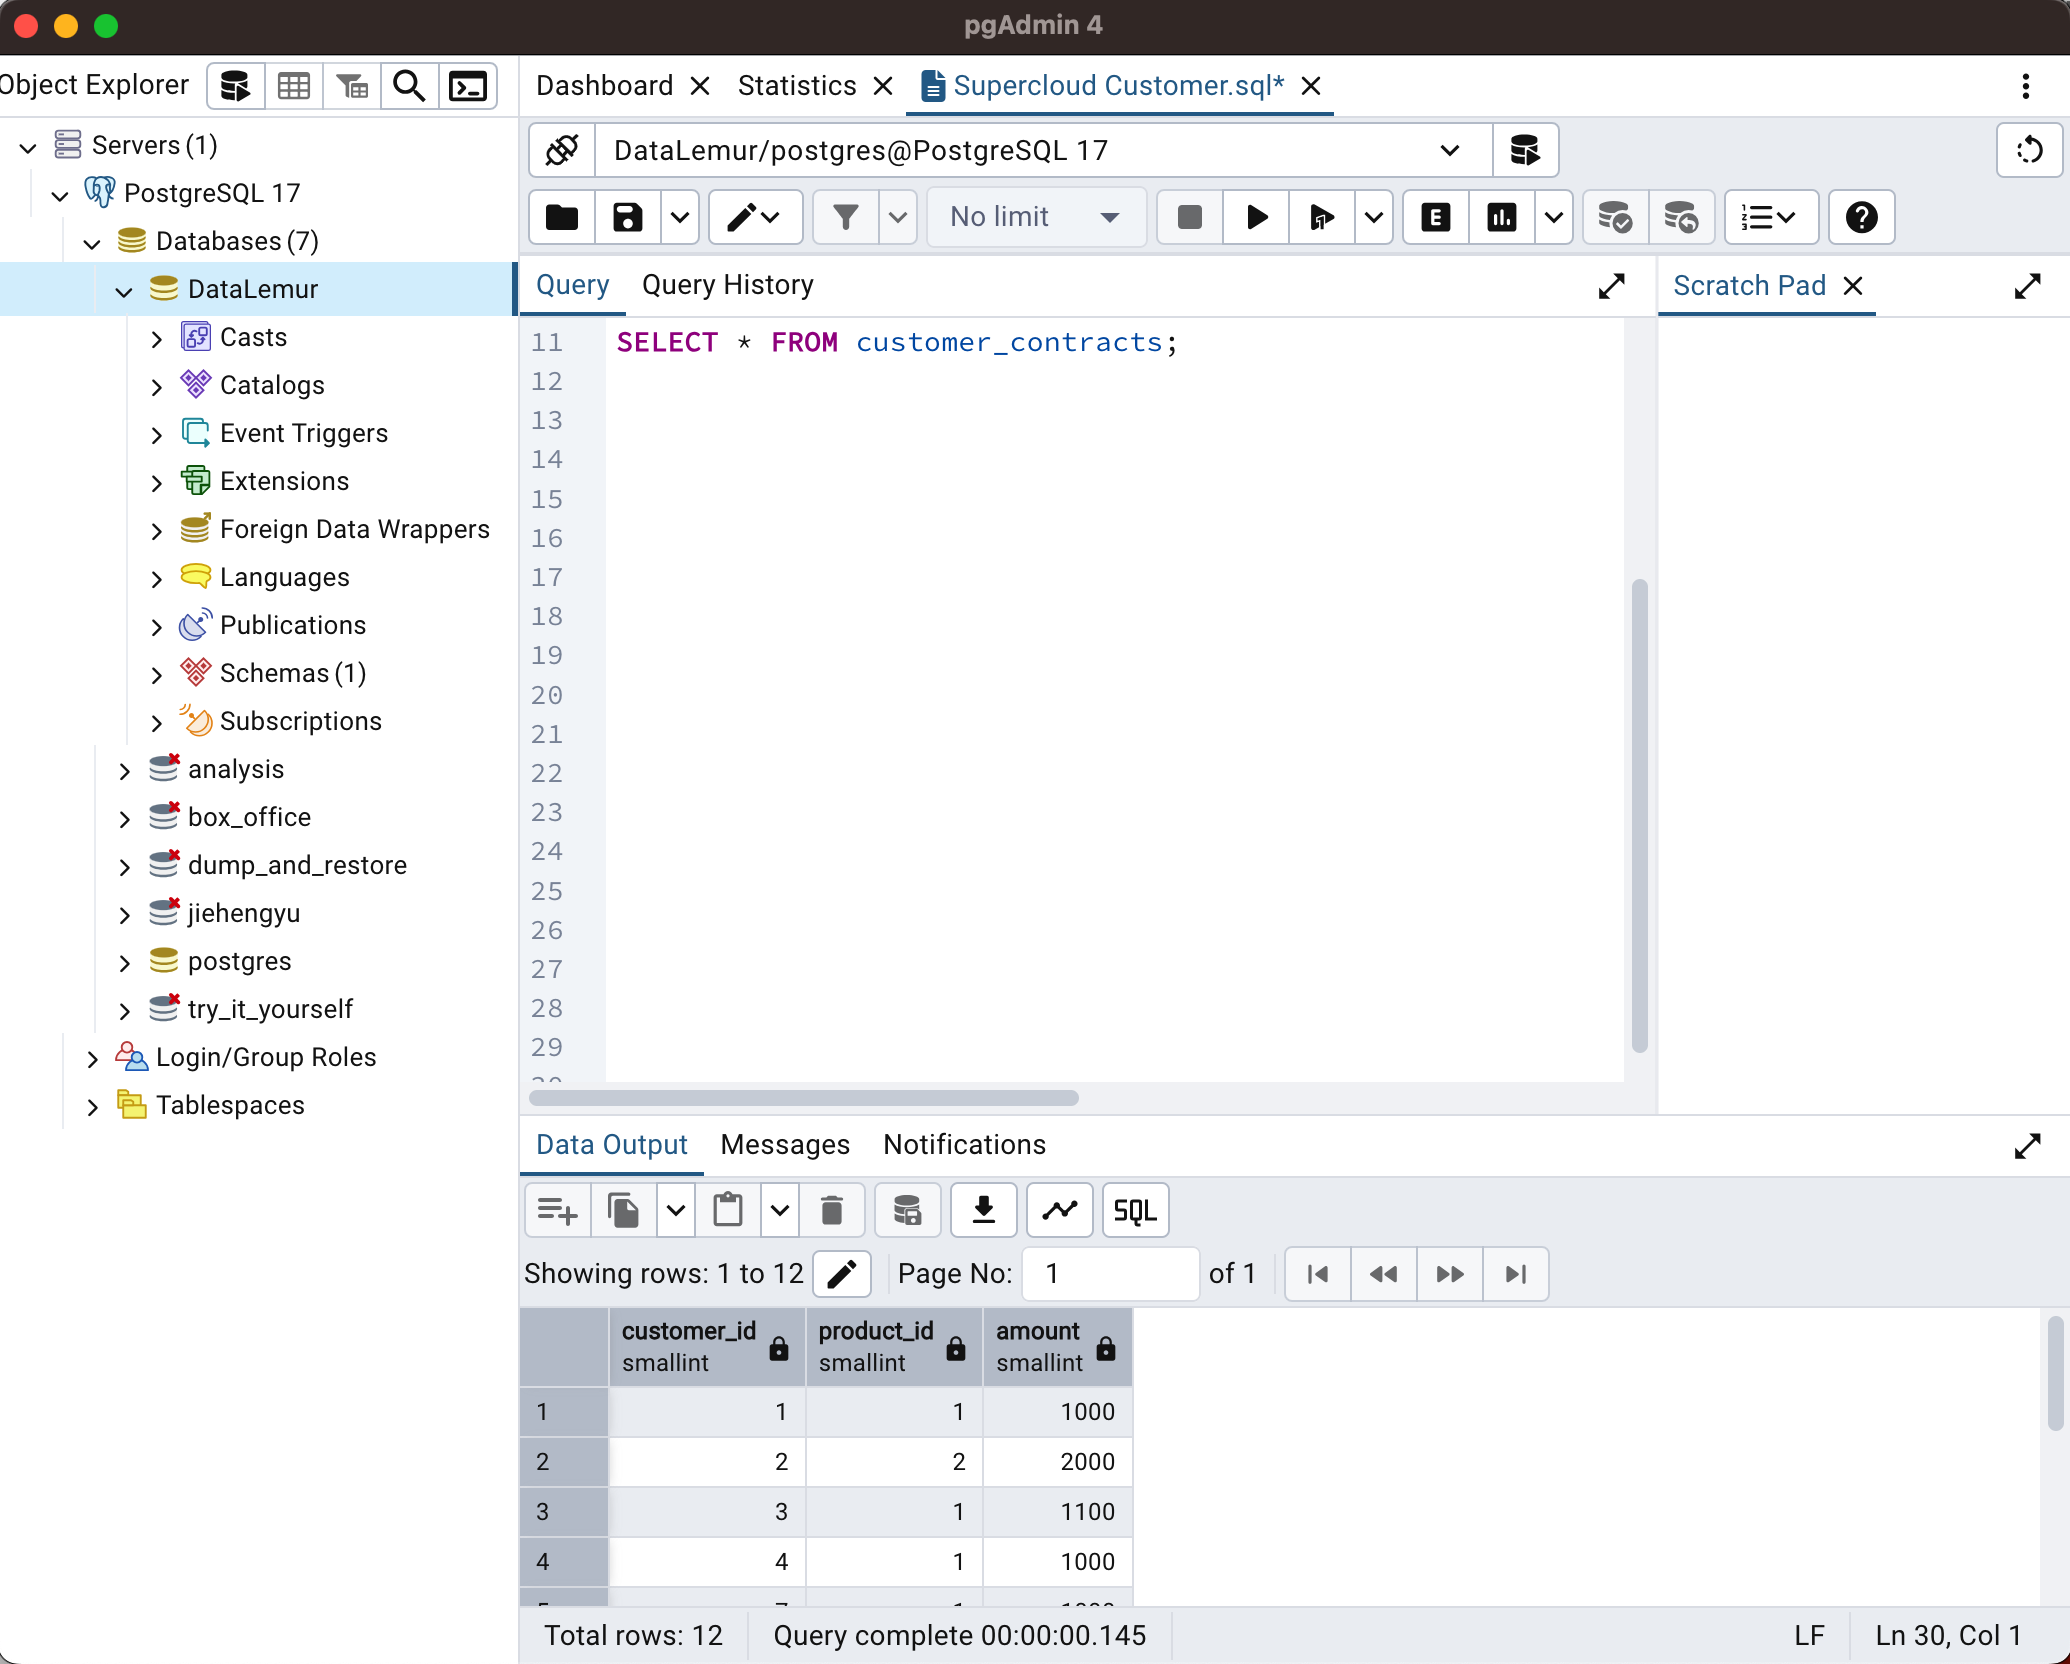 pgAdmin 4
Object Explorer
Dashboard
Statistics
Supercloud Customer.sql*
Servers (1)
PostgreSQL 17
Databases (7)
DataLemur
Casts
Catalogs
Event Triggers
Extensions
Foreign Data Wrappers
Languages
Publications
Schemas (1)
Subscriptions
analysis
box_office
dump_and_restore
jiehengyu
postgres
try_it_yourself
Login/Group Roles
Tablespaces
DataLemur/postgres@PostgreSQL 17
No limit
E
Query
Query History
Scratch Pad
11 SELECT * FROM customer_contracts;
12
13
14
15
16
17
18
19
20
21
22
23
24
25
26
27
28
29
Data Output
Messages
Notifications
SQL
Showing rows: 1 to 12
Page No:
1
of 1
customer_id smallint
product_id smallint
amount smallint
1 1 1 1000
2 2 2 2000
3 3 1 1100
4 4 1 1000
Total rows: 12
Query complete 00:00:00.145
LF
Ln 30, Col 1